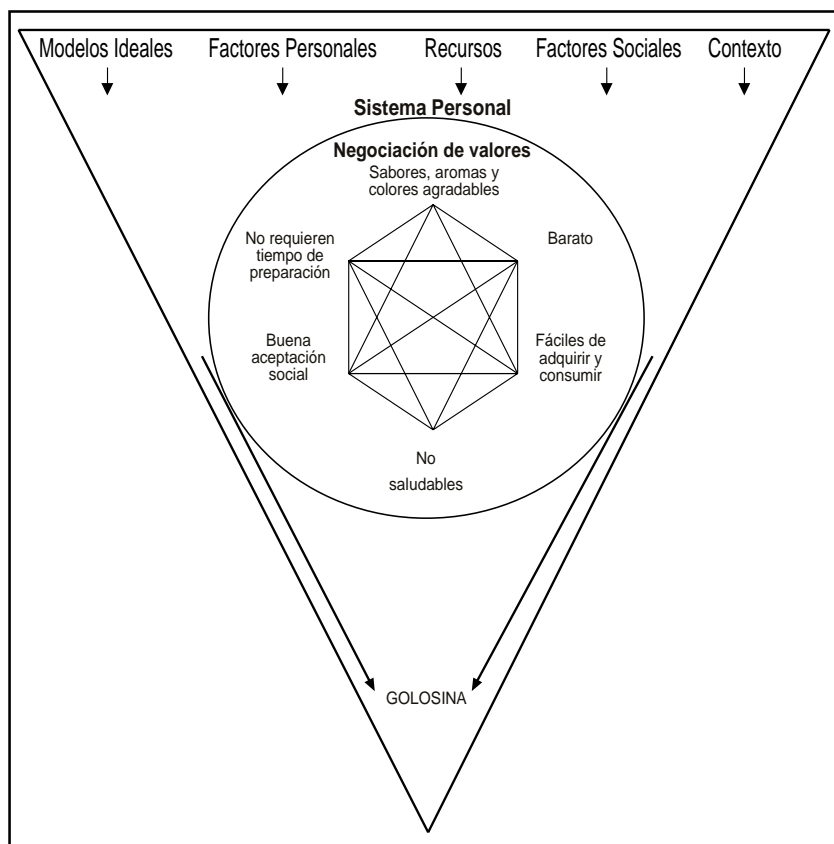 Modelos Ideales Factores Personales Recursos Factores Sociales Contexto
Sistema Personal
Negociación de valores
Sabores, aromas y
colores agradables
No requieren
tiempo de
preparación
Barato
Buena
aceptación
social
Fáciles de
adquirir y
consumir
No
saludables
GOLOSINA